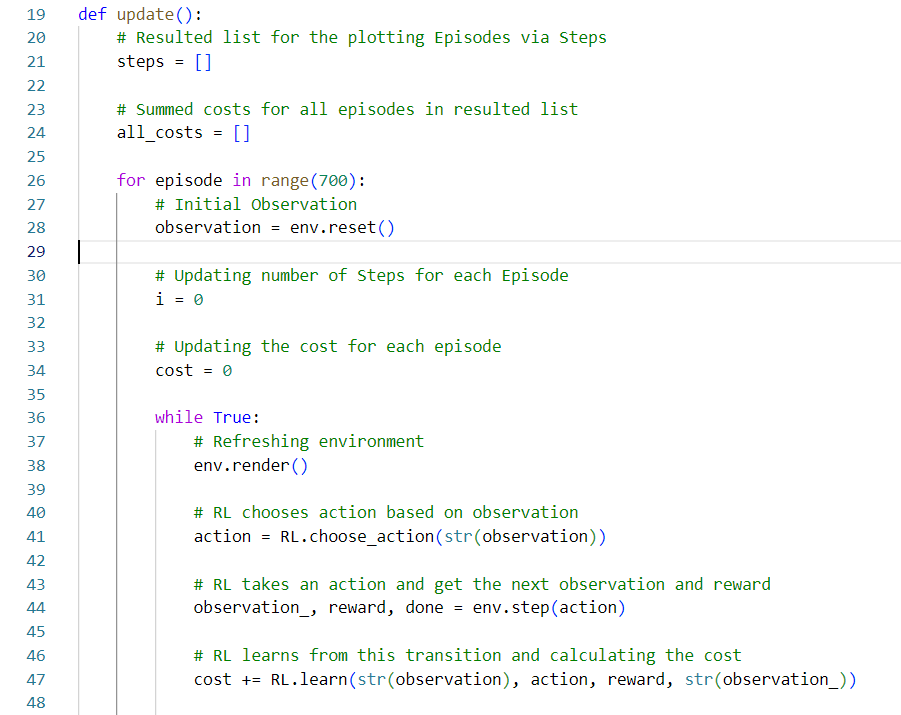 19 def update():
20     # Resulted list for the plotting Episodes via Steps
21     steps = []
22
23     # Summed costs for all episodes in resulted list
24     all_costs = []
25
26     for episode in range(700):
27         # Initial Observation
28         observation = env.reset()
29
30         # Updating number of Steps for each Episode
31         i = 0
32
33         # Updating the cost for each episode
34         cost = 0
35
36         while True:
37             # Refreshing environment
38             env.render()
39
40             # RL chooses action based on observation
41             action = RL.choose_action(str(observation))
42
43             # RL takes an action and get the next observation and reward
44             observation_, reward, done = env.step(action)
45
46             # RL learns from this transition and calculating the cost
47             cost += RL.learn(str(observation), action, reward, str(observation_))
48